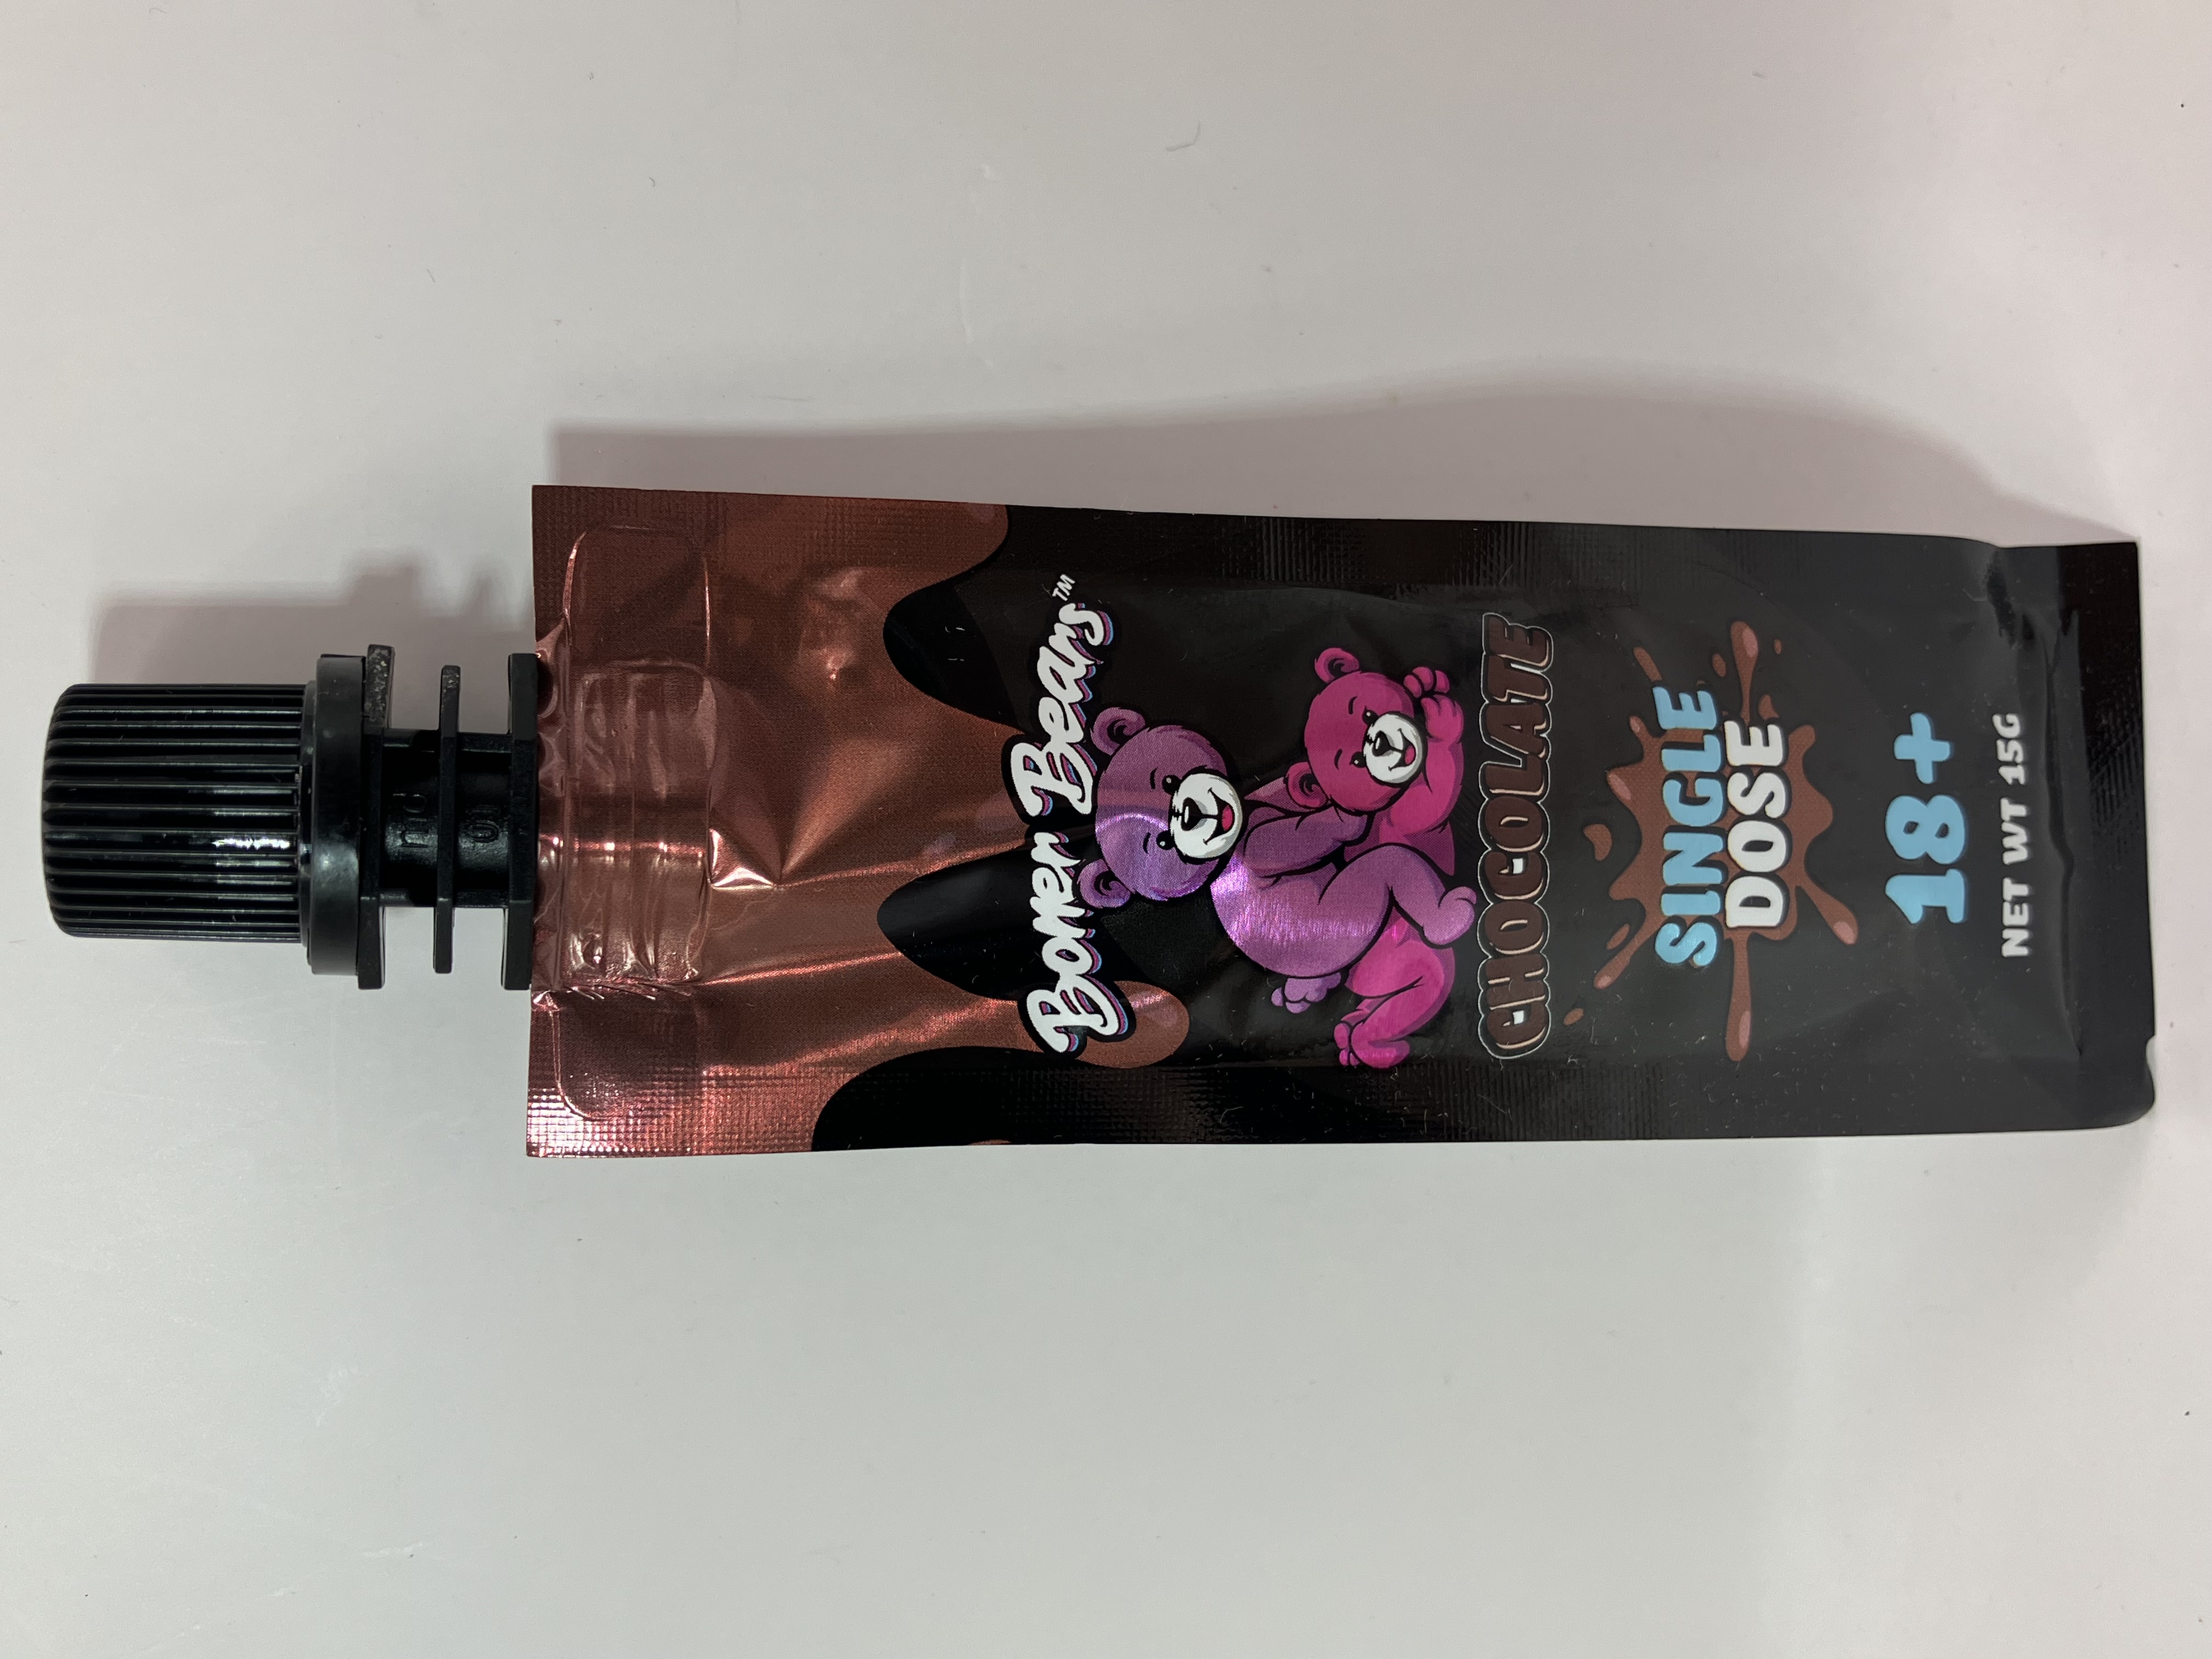 Boner Bears™
CHOCOLATE
SINGLE
DOSE
18+
NET WT 15G